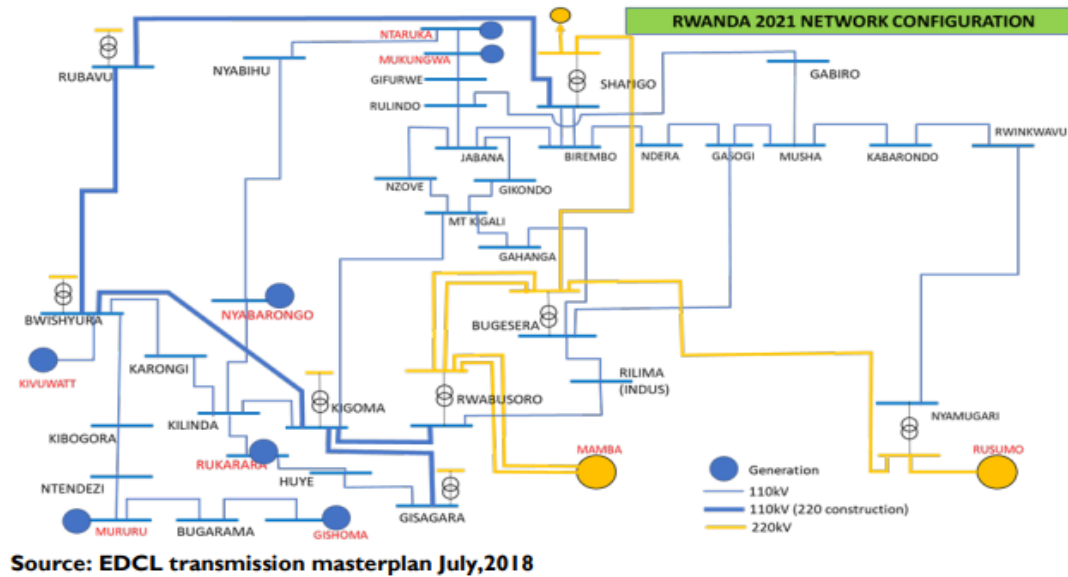 RWANDA 2021 NETWORK CONFIGURATION
NTARUKA
NYABIHU
MUKUNGWA
RUBAVU
GIFURWE
SHANGO
GABIRO
RULINDO
JABANA
BIREMBO
NDERA
GASOGI
MUSHA
KABARONDO
RWINKWAVU
NZOVE
GIKONDO
MT KIGALI
GAHANGA
NYABARONGO
BWISHYURA
BUGESERA
KIVUWATT
KARONGI
RILIMA
(INDUS)
KIGOMA
RWABUSORO
NYAMUGARI
KILINDA
KIBOGORA
RUKARARA
HUYE
MAMBA
RUSUMO
NTENDEZI
GISAGARA
MURURU
BUGARAMA
GISHOMA
Generation
110kV
110kV (220 construction)
220kV
Source: EDCL transmission masterplan July,2018